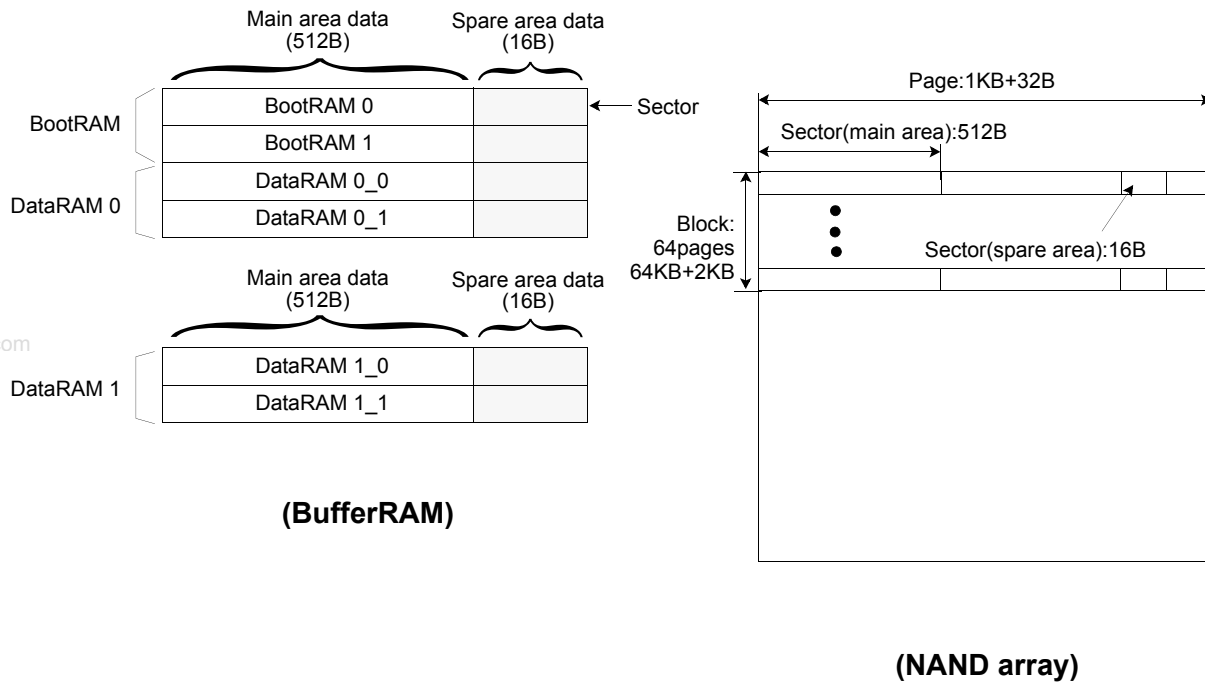 Main area data
(512B)
Spare area data
(16B)
BootRAM
BootRAM 0
Sector
BootRAM 1
DataRAM 0
DataRAM 0_0
DataRAM 0_1
Main area data
(512B)
Spare area data
(16B)
om
DataRAM 1
DataRAM 1_0
DataRAM 1_1
(BufferRAM)
Page:1KB+32B
Sector(main area):512B
Block:
64pages
64KB+2KB
Sector(spare area):16B
(NAND array)